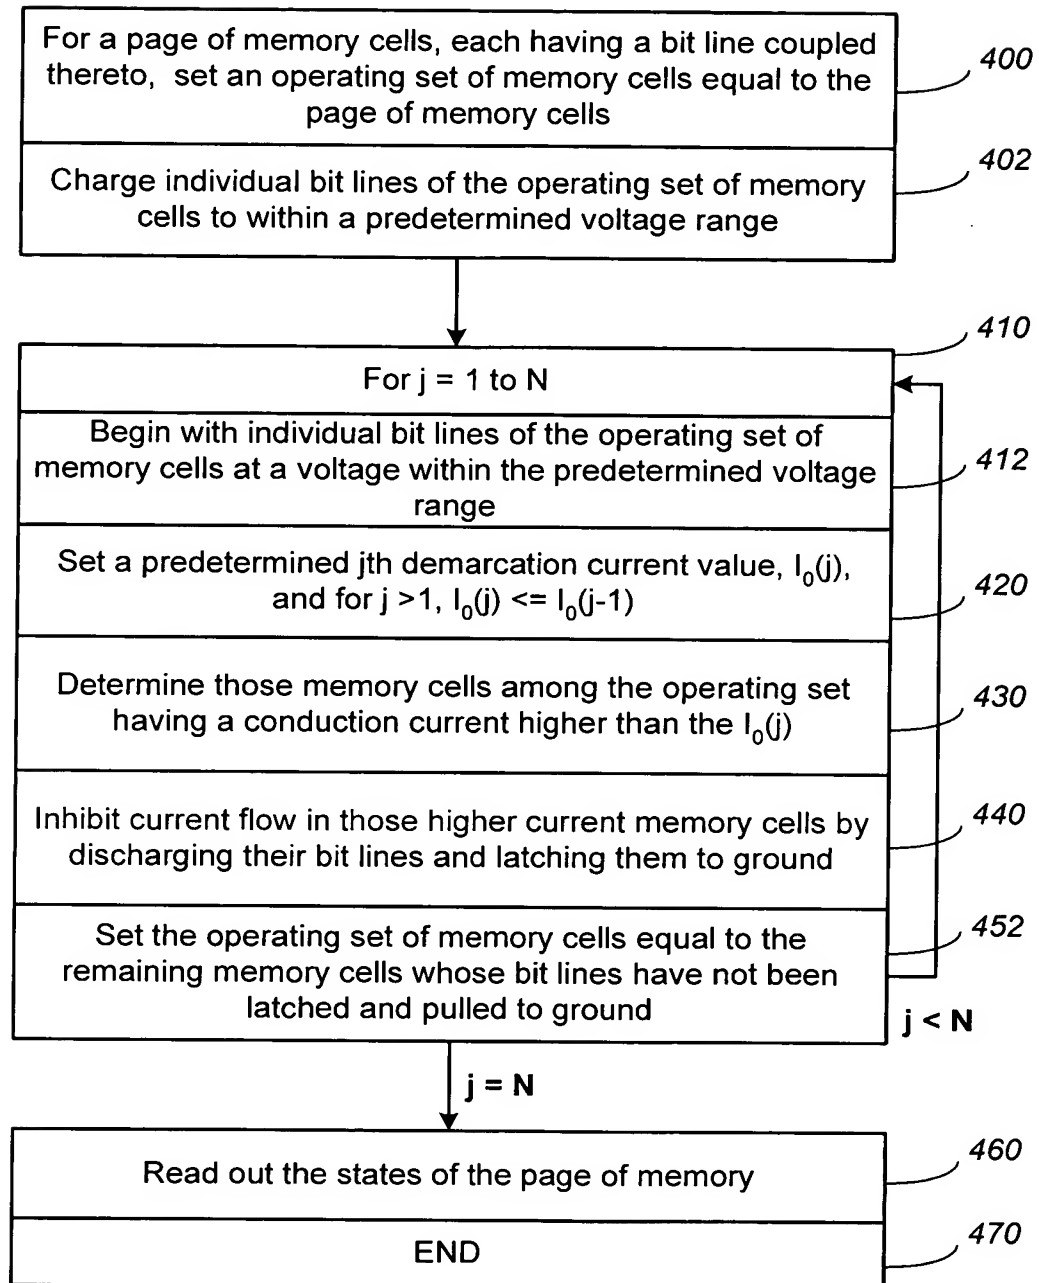 For a page of memory cells, each having a bit line coupled
thereto, set an operating set of memory cells equal to the
page of memory cells
400
Charge individual bit lines of the operating set of memory
cells to within a predetermined voltage range
402
For j = 1 to N
410
Begin with individual bit lines of the operating set of
memory cells at a voltage within the predetermined voltage
range
412
Set a predetermined jth demarcation current value, I₀(j),
and for j >1, I₀(j) <= I₀(j-1)
420
Determine those memory cells among the operating set
having a conduction current higher than the I₀(j)
430
Inhibit current flow in those higher current memory cells by
discharging their bit lines and latching them to ground
440
Set the operating set of memory cells equal to the
remaining memory cells whose bit lines have not been
latched and pulled to ground
452
j < N
j = N
Read out the states of the page of memory
460
END
470